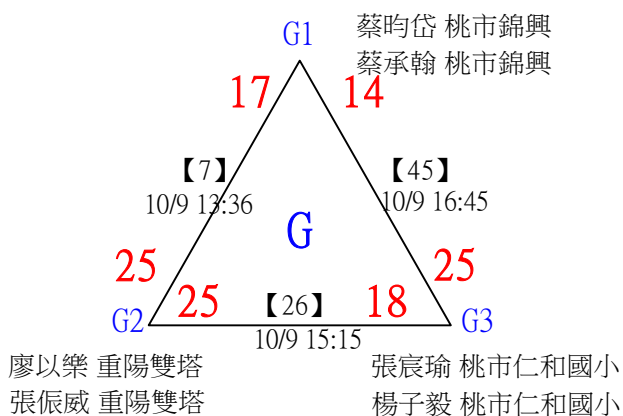 G1
蔡昀岱 桃市錦興
蔡承翰 桃市錦興
17
14
【7】
10/9 13:36
【45】
10/9 16:45
G
25
25
25
【26】
18
G2
G3
10/9 15:15
廖以樂 重陽雙塔
張侲威 重陽雙塔
張宸瑜 桃市仁和國小
楊子毅 桃市仁和國小